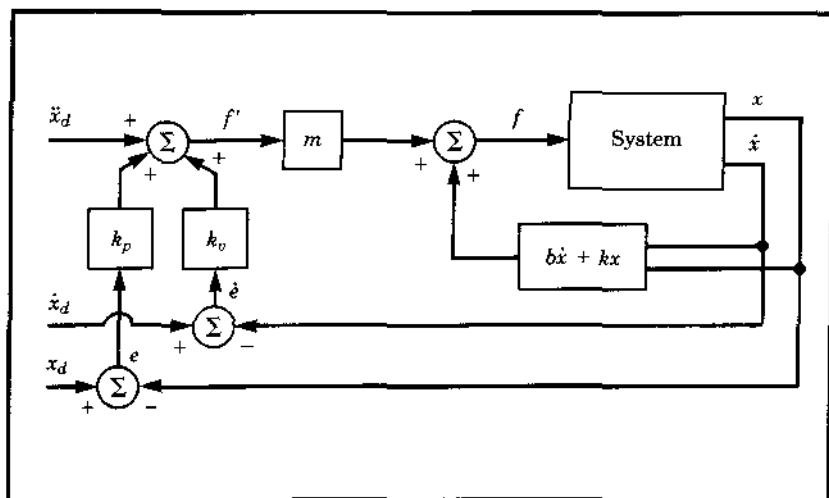 ẍd
+
Σ
+
+
f'
m
+
Σ
+
f
System
x
ẋ
kp
kv
bẋ + kx
ė
ẋd
+
Σ
−
e
xd
+
Σ
−